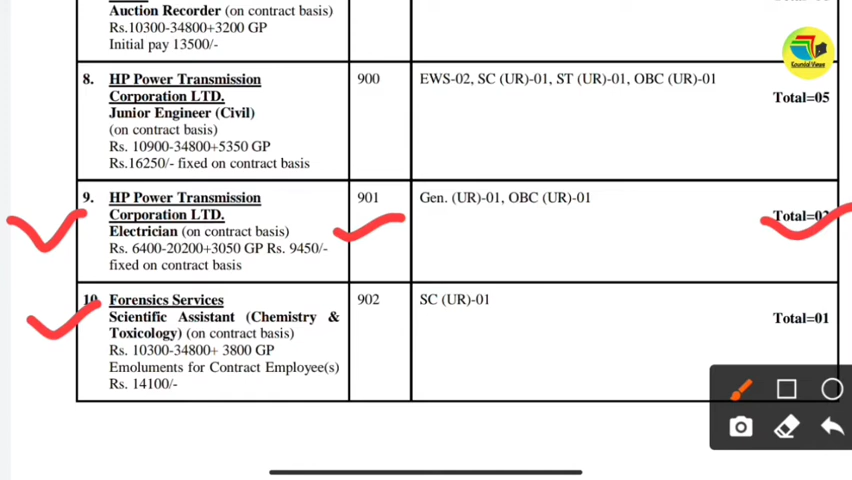 Auction Recorder (on contract basis)
Rs.10300-34800+3200 GP
Initial pay 13500/-
8. HP Power Transmission 900 EWS-02, SC (UR)-01, ST (UR)-01, OBC (UR)-01
Corporation LTD. Total=05
Junior Engineer (Civil)
(on contract basis)
Rs. 10900-34800+5350 GP
Rs.16250/- fixed on contract basis
9. HP Power Transmission 901 Gen. (UR)-01, OBC (UR)-01
Corporation LTD. Total=02
Electrician (on contract basis)
Rs. 6400-20200+3050 GP Rs. 9450/-
fixed on contract basis
10. Forensics Services 902 SC (UR)-01
Scientific Assistant (Chemistry & Total=01
Toxicology) (on contract basis)
Rs. 10300-34800+ 3800 GP
Emoluments for Contract Employee(s)
Rs. 14100/-